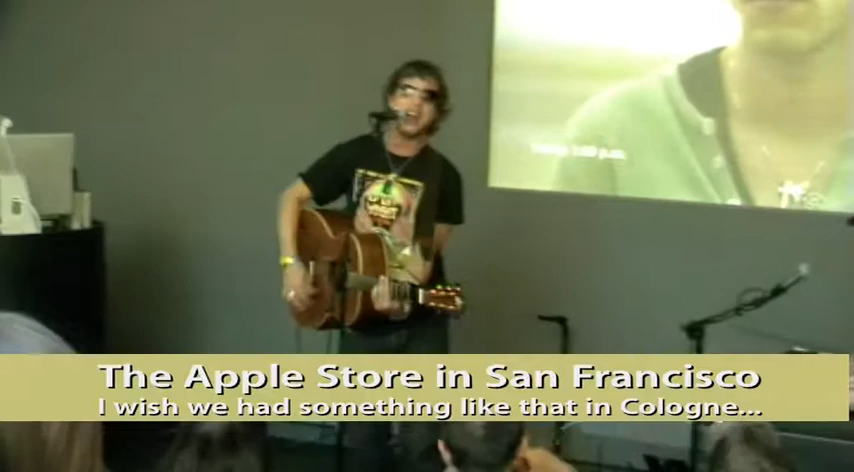 The Apple Store in San Francisco
I wish we had something like that in Cologne...